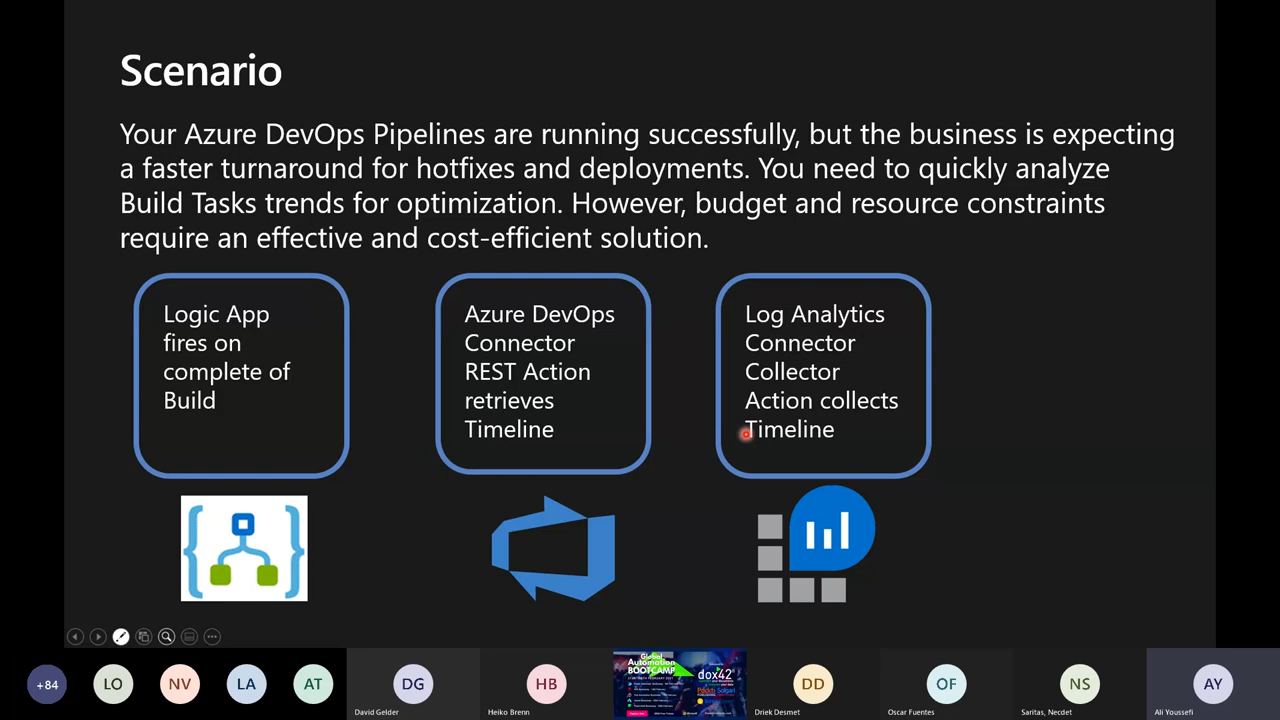 Scenario
Your Azure DevOps Pipelines are running successfully, but the business is expecting
a faster turnaround for hotfixes and deployments. You need to quickly analyze
Build Tasks trends for optimization. However, budget and resource constraints
require an effective and cost-efficient solution.
Logic App
fires on
complete of
Build
Azure DevOps
Connector
REST Action
retrieves
Timeline
Log Analytics
Connector
Collector
Action collects
Timeline
+84
LO
NV
LA
AT
DG
David Gelder
HB
Heiko Brenn
Global
Automation
BOOTCAMP
dox42
DD
Driek Desmet
OF
Oscar Fuentes
NS
Saritas, Necdet
AY
Ali Youssefi